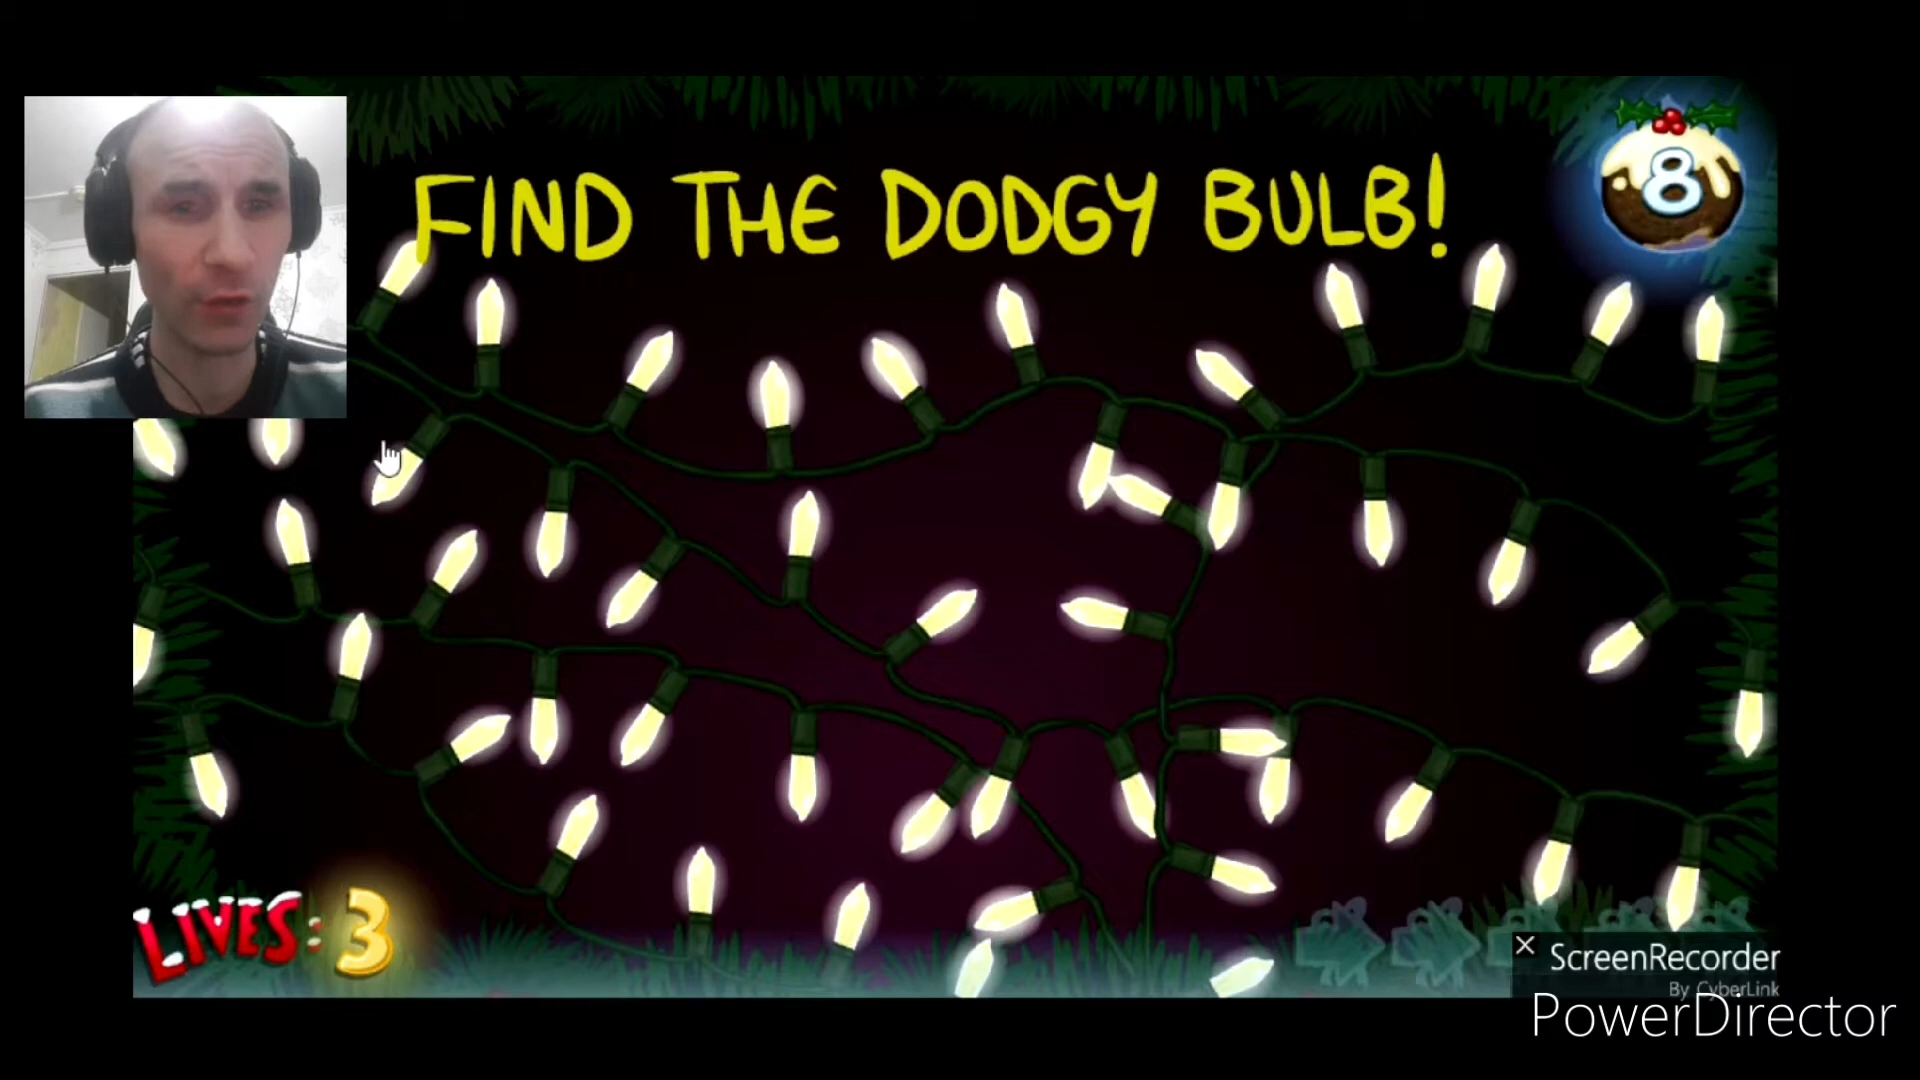 FIND THE DODGY BULB!
8
LIVES: 3
ScreenRecorder
By CyberLink
PowerDirector